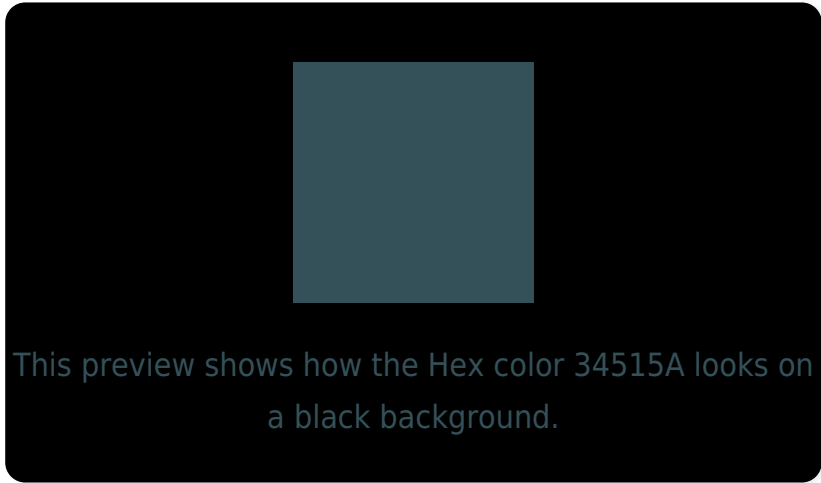 This preview shows how the Hex color 34515A looks on
a black background.